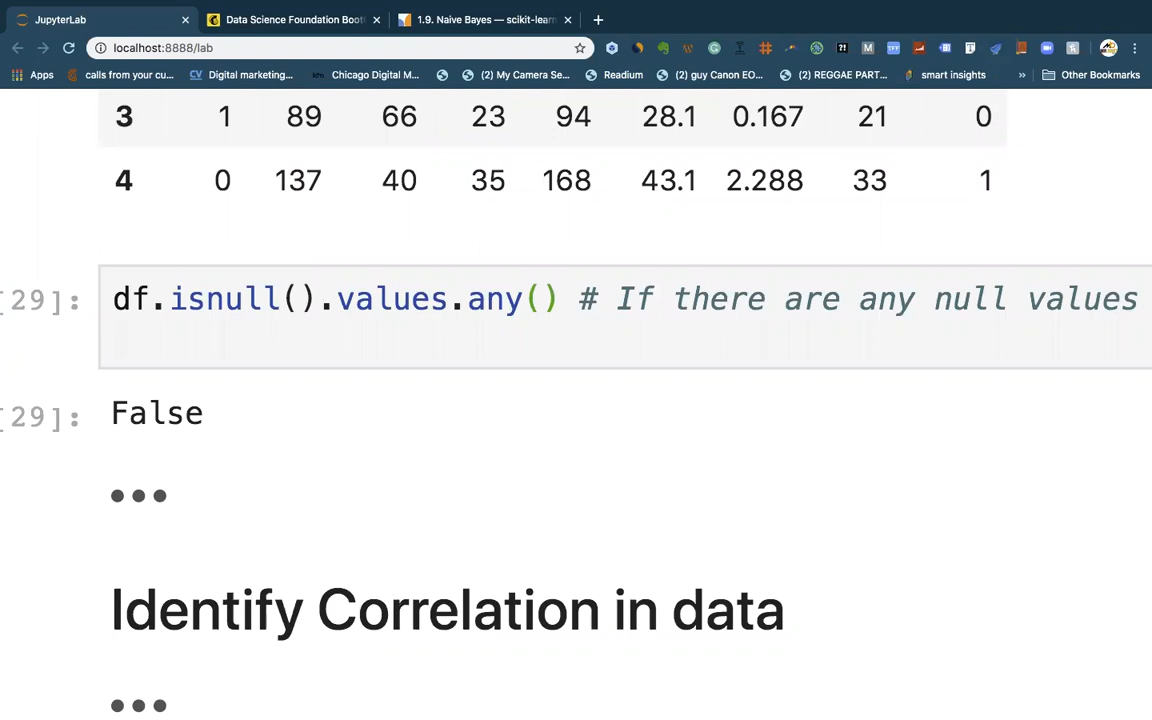 JupyterLab
Data Science Foundation Boot
1.9. Naive Bayes — scikit-learn
localhost:8888/lab
Apps
calls from your cu...
CV Digital marketing...
Chicago Digital M...
(2) My Camera Se...
Readium
(2) guy Canon EO...
(2) REGGAE PART...
smart insights
»
Other Bookmarks
3 1 89 66 23 94 28.1 0.167 21 0
4 0 137 40 35 168 43.1 2.288 33 1
[29]: df.isnull().values.any() # If there are any null values
[29]: False
Identify Correlation in data